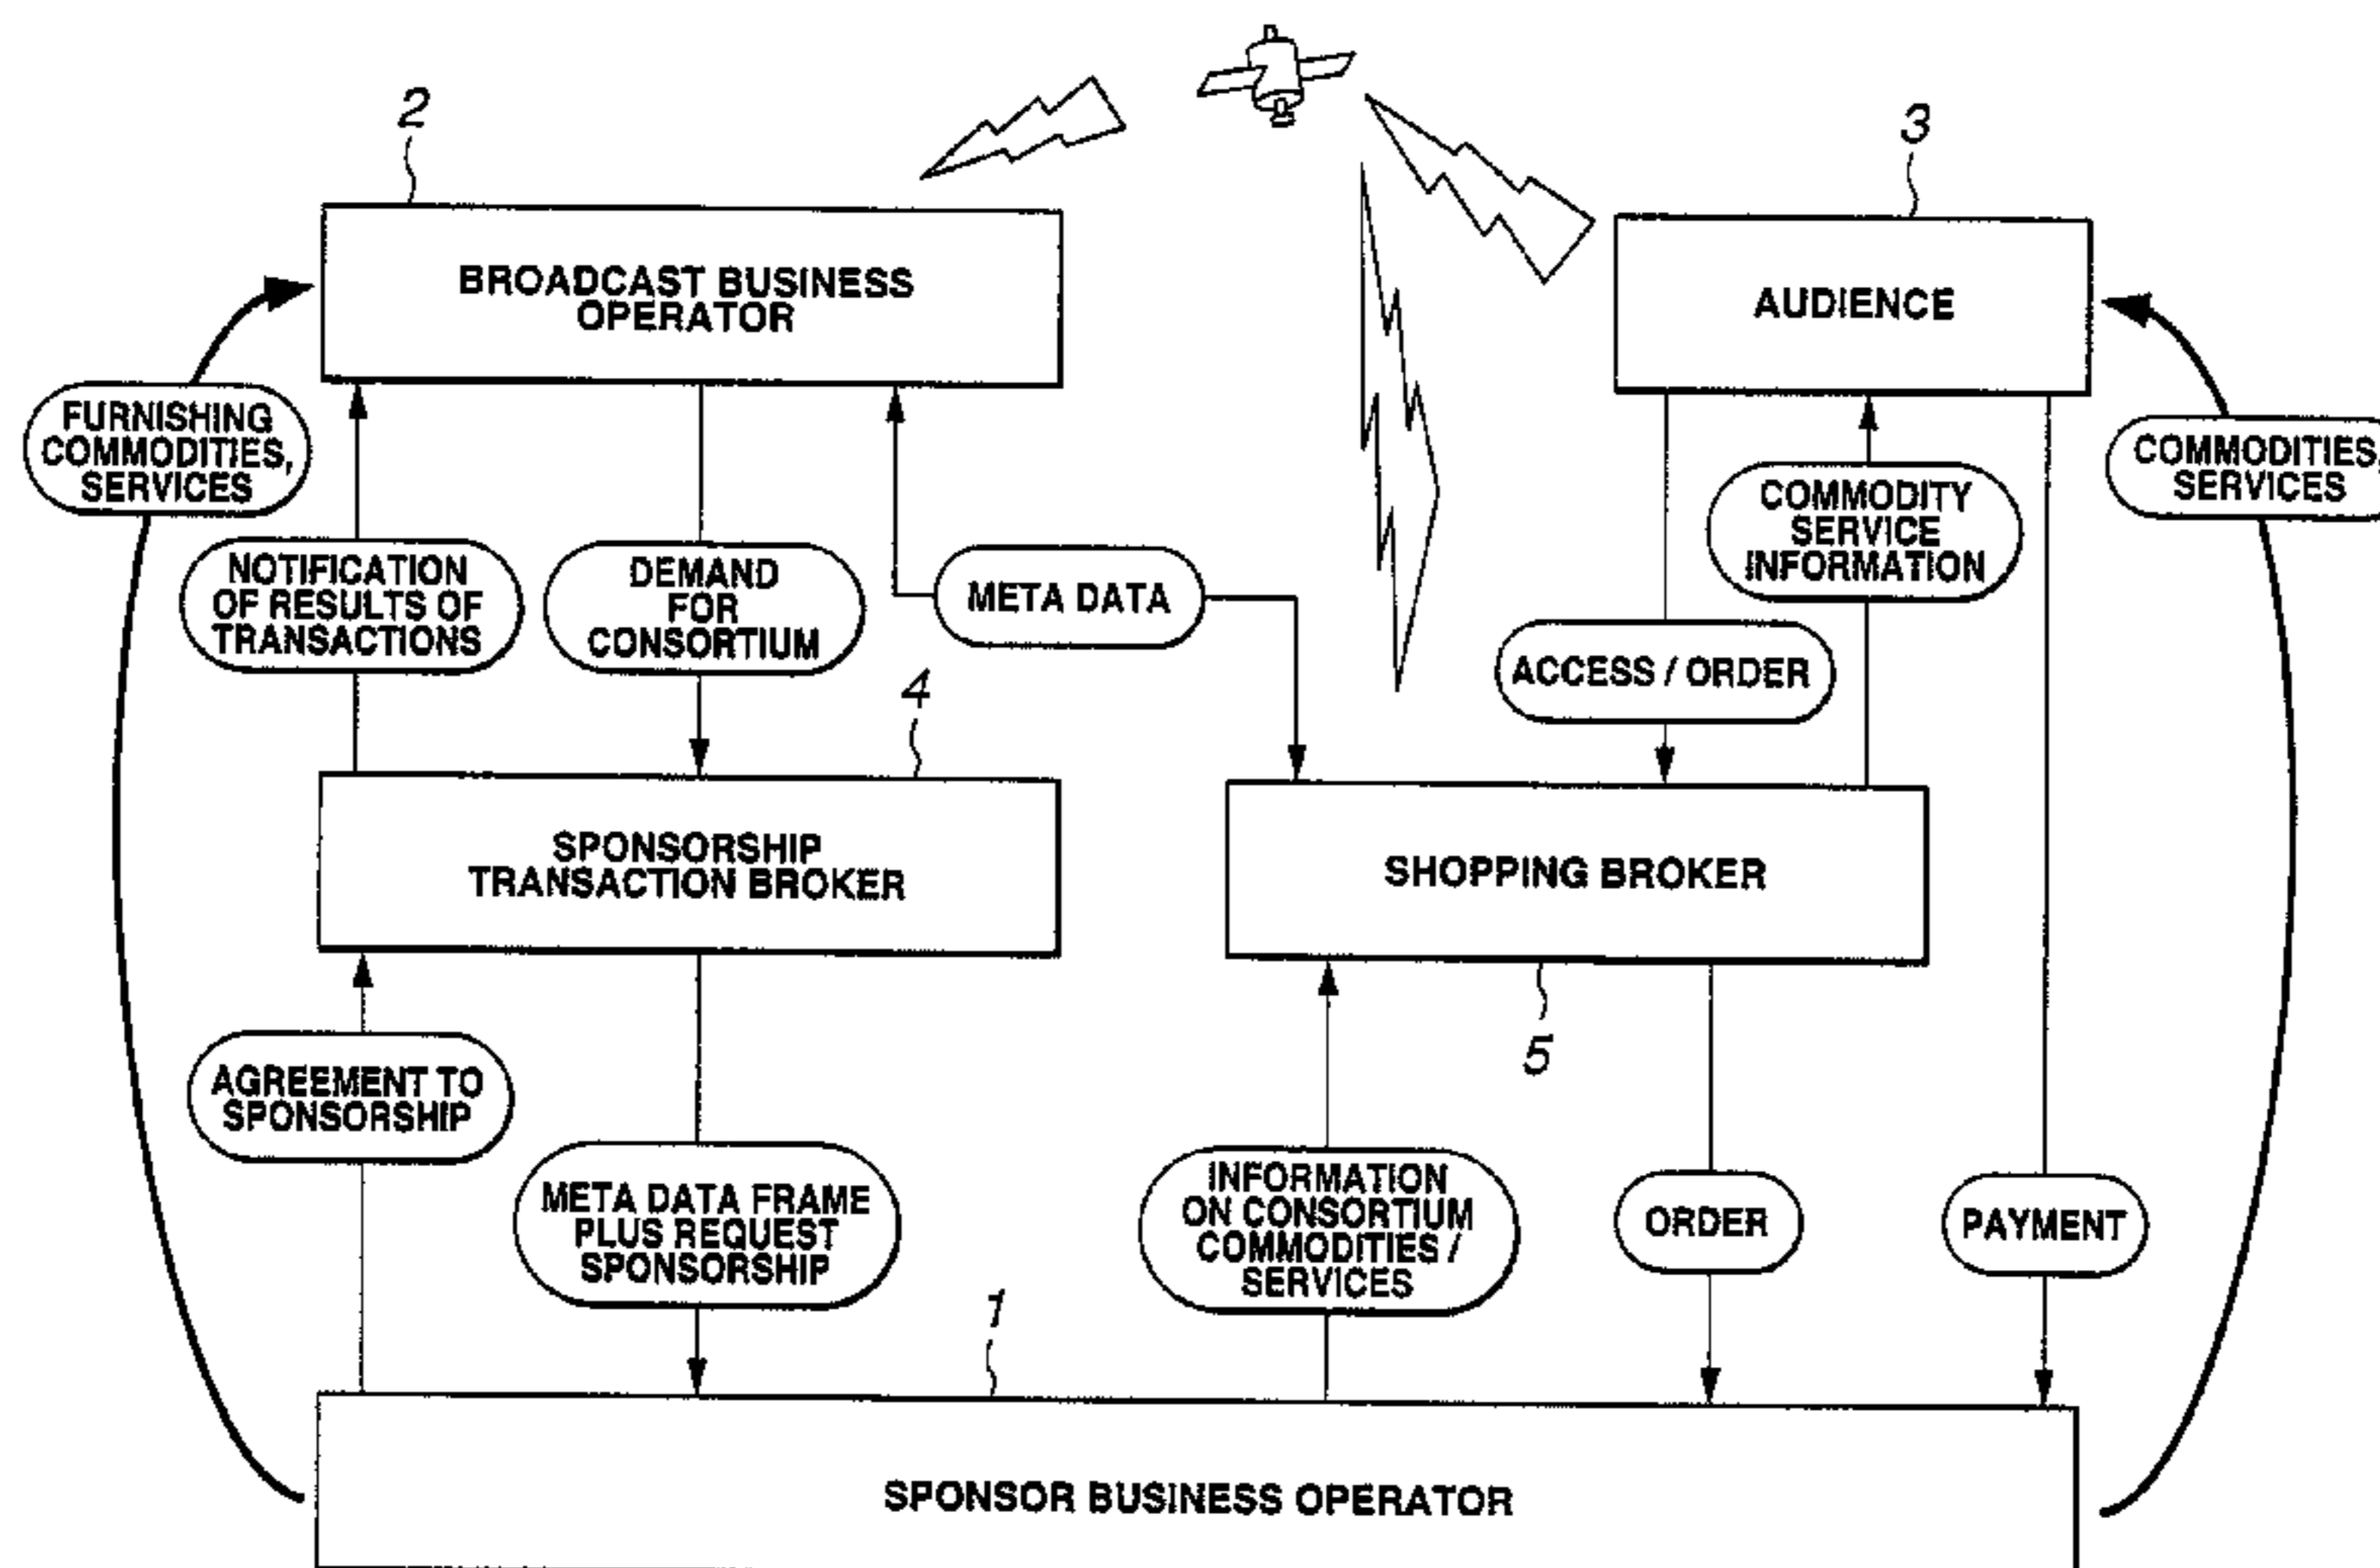 2
3
BROADCAST BUSINESS
OPERATOR
AUDIENCE
FURNISHING
COMMODITIES,
SERVICES
COMMODITIES,
SERVICES
COMMODITY
SERVICE
INFORMATION
NOTIFICATION
OF RESULTS OF
TRANSACTIONS
DEMAND
FOR
CONSORTIUM
META DATA
ACCESS / ORDER
4
SPONSORSHIP
TRANSACTION BROKER
SHOPPING BROKER
5
AGREEMENT TO
SPONSORSHIP
META DATA FRAME
PLUS REQUEST
SPONSORSHIP
INFORMATION
ON CONSORTIUM
COMMODITIES /
SERVICES
ORDER
PAYMENT
1
SPONSOR BUSINESS OPERATOR